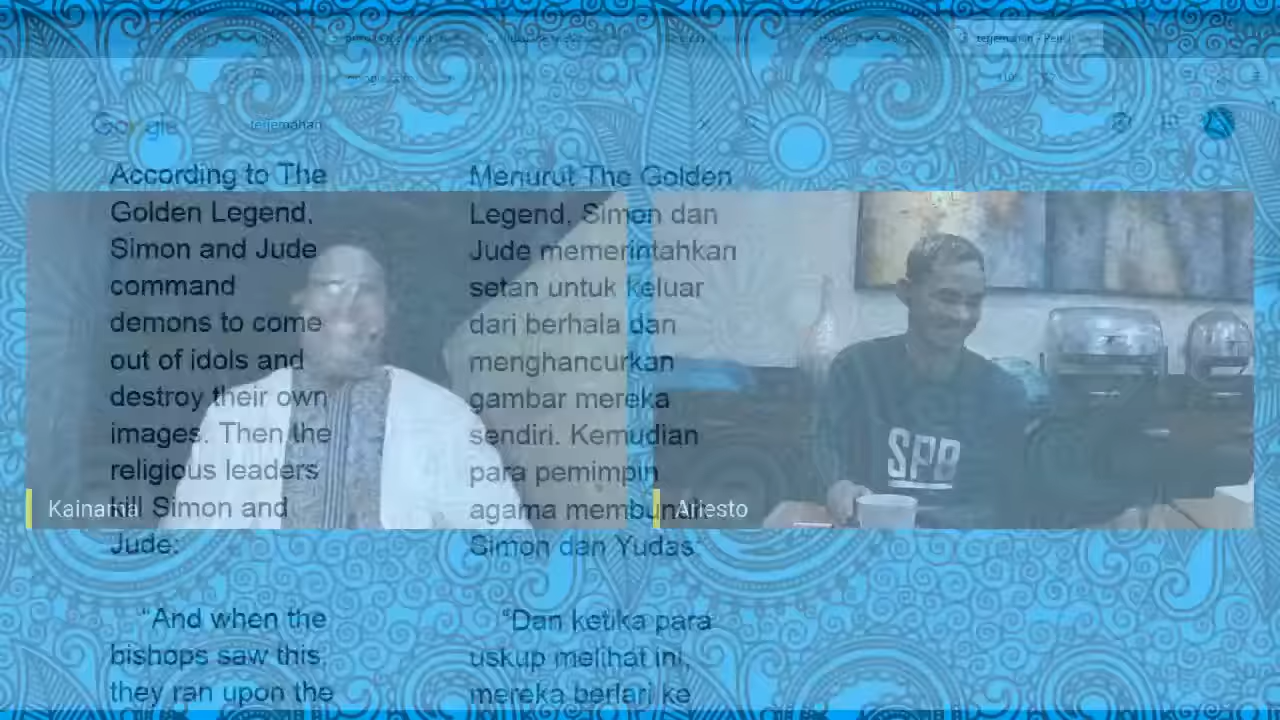 Google
terjemahan
According to The
Golden Legend,
Simon and Jude
command
demons to come
out of idols and
destroy their own
images. Then the
religious leaders
kill Simon and
Jude:
“And when the
bishops saw this,
they ran upon the
Menurut The Golden
Legend, Simon dan
Jude memerintahkan
setan untuk keluar
dari berhala dan
menghancurkan
gambar mereka
sendiri. Kemudian
para pemimpin
agama membunuh
Simon dan Yudas:
“Dan ketika para
uskup melihat ini,
mereka berlari ke
Kainama
Ariesto
SPB